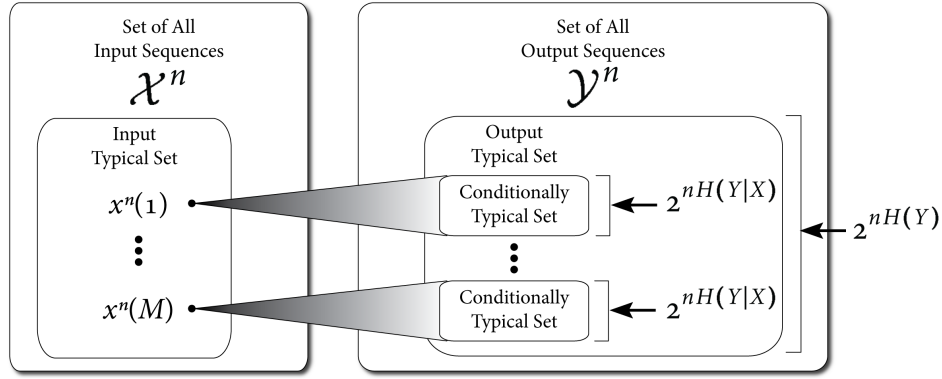 Set of All
Input Sequences
𝒳ⁿ
Input
Typical Set
xⁿ(1)
xⁿ(M)
Set of All
Output Sequences
𝒴ⁿ
Output
Typical Set
Conditionally
Typical Set
2^{nH(Y|X)}
Conditionally
Typical Set
2^{nH(Y|X)}
2^{nH(Y)}